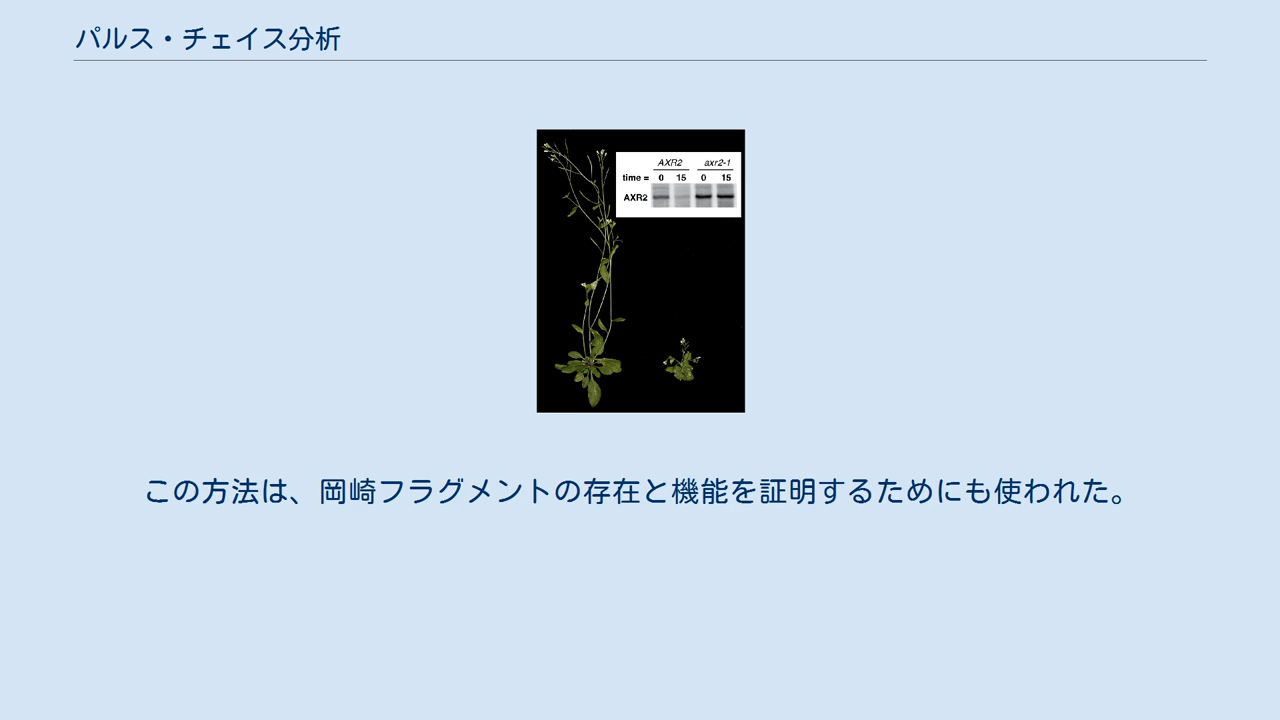 パルス・チェイス分析
AXR2 axr2-1
time = 0 15 0 15
AXR2
この方法は、岡崎フラグメントの存在と機能を証明するためにも使われた。